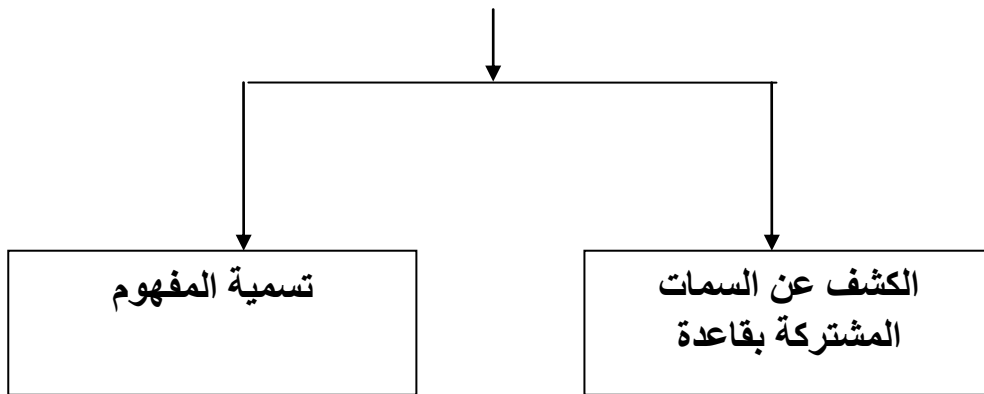 الكشف عن السمات
المشتركة بقاعدة
تسمية المفهوم